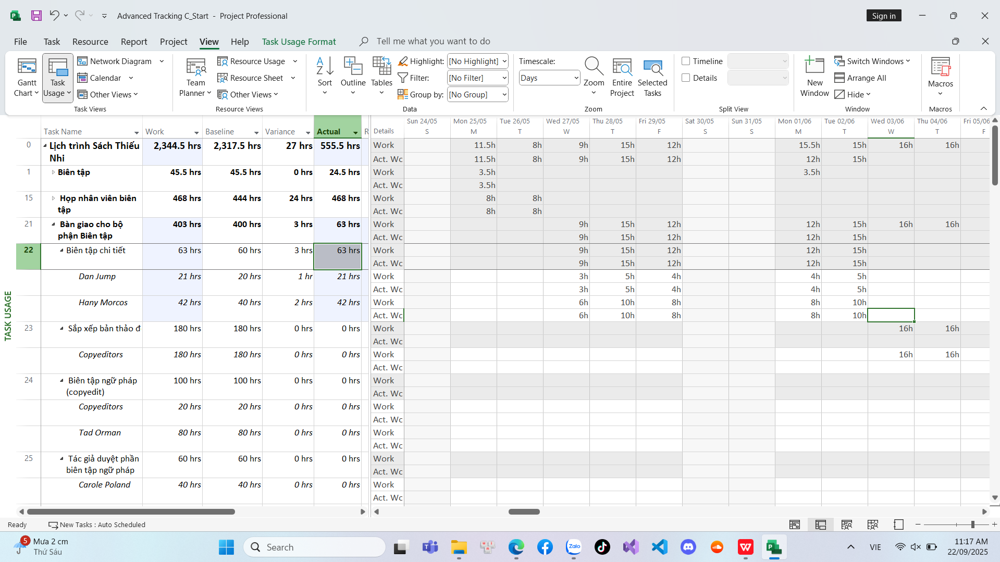 Advanced Tracking C_Start - Project Professional
Sign in
File Task Resource Report Project View Help Task Usage Format Tell me what you want to do
Gantt Chart
Task Usage
Network Diagram
Calendar
Other Views
Task Views
Team Planner
Resource Usage
Resource Sheet
Other Views
Resource Views
Sort
Outline
Tables
Highlight: [No Highlight]
Filter: [No Filter]
Group by: [No Group]
Data
Timescale:
Days
Zoom
Entire Project
Selected Tasks
Zoom
Timeline
Details
Split View
New Window
Switch Windows
Arrange All
Hide
Window
Macros
Macros
TASK USAGE
Task Name Work Baseline Variance Actual R Details
Sun 24/05 Mon 25/05 Tue 26/05 Wed 27/05 Thu 28/05 Fri 29/05 Sat 30/05 Sun 31/05 Mon 01/06 Tue 02/06 Wed 03/06 Thu 04/06 Fri 05/06
S M T W T F S S M T W T F
0 Lịch trình Sách Thiếu Nhi 2,344.5 hrs 2,317.5 hrs 27 hrs 555.5 hrs
Work 11.5h 8h 9h 15h 12h 15.5h 15h 16h 16h
Act. Wc 11.5h 8h 9h 15h 12h 12h 15h
1 Biên tập 45.5 hrs 45.5 hrs 0 hrs 24.5 hrs
Work 3.5h 3.5h
Act. Wc 3.5h
15 Họp nhân viên biên tập 468 hrs 444 hrs 24 hrs 468 hrs
Work 8h 8h
Act. Wc 8h 8h
21 Bàn giao cho bộ phận Biên tập 403 hrs 400 hrs 3 hrs 63 hrs
Work 9h 15h 12h 12h 15h 16h 16h
Act. Wc 9h 15h 12h 12h 15h
22 Biên tập chi tiết 63 hrs 60 hrs 3 hrs 63 hrs
Work 9h 15h 12h 12h 15h
Act. Wc 9h 15h 12h 12h 15h
Dan Jump 21 hrs 20 hrs 1 hr 21 hrs
Work 3h 5h 4h 4h 5h
Act. Wc 3h 5h 4h 4h 5h
Hany Morcos 42 hrs 40 hrs 2 hrs 42 hrs
Work 6h 10h 8h 8h 10h
Act. Wc 6h 10h 8h 8h 10h
23 Sắp xếp bản thảo đ 180 hrs 180 hrs 0 hrs 0 hrs
Work 16h 16h
Act. Wc
Copyeditors 180 hrs 180 hrs 0 hrs 0 hrs
Work 16h 16h
Act. Wc
24 Biên tập ngữ pháp (copyedit) 100 hrs 100 hrs 0 hrs 0 hrs
Work
Act. Wc
Copyeditors 20 hrs 20 hrs 0 hrs 0 hrs
Work
Act. Wc
Tad Orman 80 hrs 80 hrs 0 hrs 0 hrs
Work
Act. Wc
25 Tác giả duyệt phần biên tập ngữ pháp 60 hrs 60 hrs 0 hrs 0 hrs
Work
Act. Wc
Carole Poland 40 hrs 40 hrs 0 hrs 0 hrs
Work
Act. Wc
Ready New Tasks : Auto Scheduled
5 Mưa 2 cm
Thứ Sáu
Search
Zalo
VIE
11:17 AM
22/09/2025